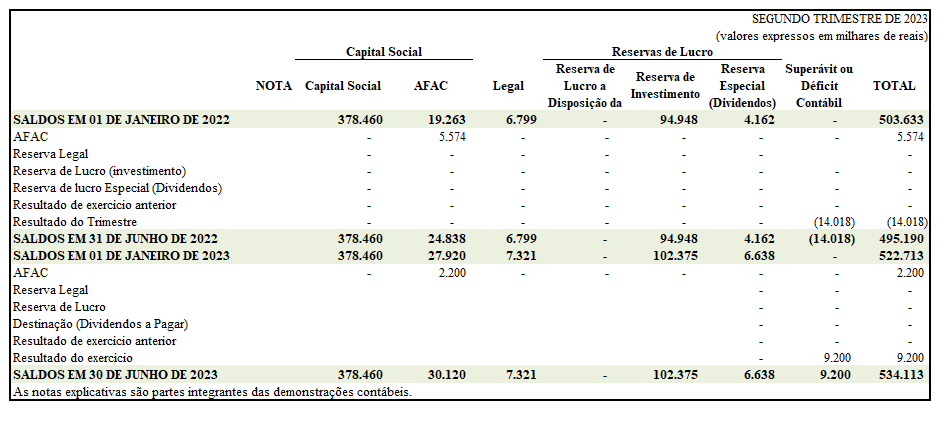 SEGUNDO TRIMESTRE DE 2023
(valores expressos em milhares de reais)
Capital Social Reservas de Lucro
NOTA Capital Social AFAC Legal Reserva de Lucro a Disposição da Reserva de Investimento Reserva Especial (Dividendos) Superávit ou Déficit Contábil TOTAL
SALDOS EM 01 DE JANEIRO DE 2022 378.460 19.263 6.799 - 94.948 4.162 - 503.633
AFAC - 5.574 - - - - - 5.574
Reserva Legal - - - - - - - -
Reserva de Lucro (investimento) - - - - - - - -
Reserva de lucro Especial (Dividendos) - - - - - - - -
Resultado de exercício anterior - - - - - - - -
Resultado do Trimestre - - - - - - (14.018) (14.018)
SALDOS EM 31 DE JUNHO DE 2022 378.460 24.838 6.799 - 94.948 4.162 (14.018) 495.190
SALDOS EM 01 DE JANEIRO DE 2023 378.460 27.920 7.321 - 102.375 6.638 - 522.713
AFAC - 2.200 - - - - - 2.200
Reserva Legal - - -
Reserva de Lucro - - -
Destinação (Dividendos a Pagar) - - -
Resultado de exercício anterior - - -
Resultado do exercício - 9.200 9.200
SALDOS EM 30 DE JUNHO DE 2023 378.460 30.120 7.321 - 102.375 6.638 9.200 534.113
As notas explicativas são partes integrantes das demonstrações contábeis.